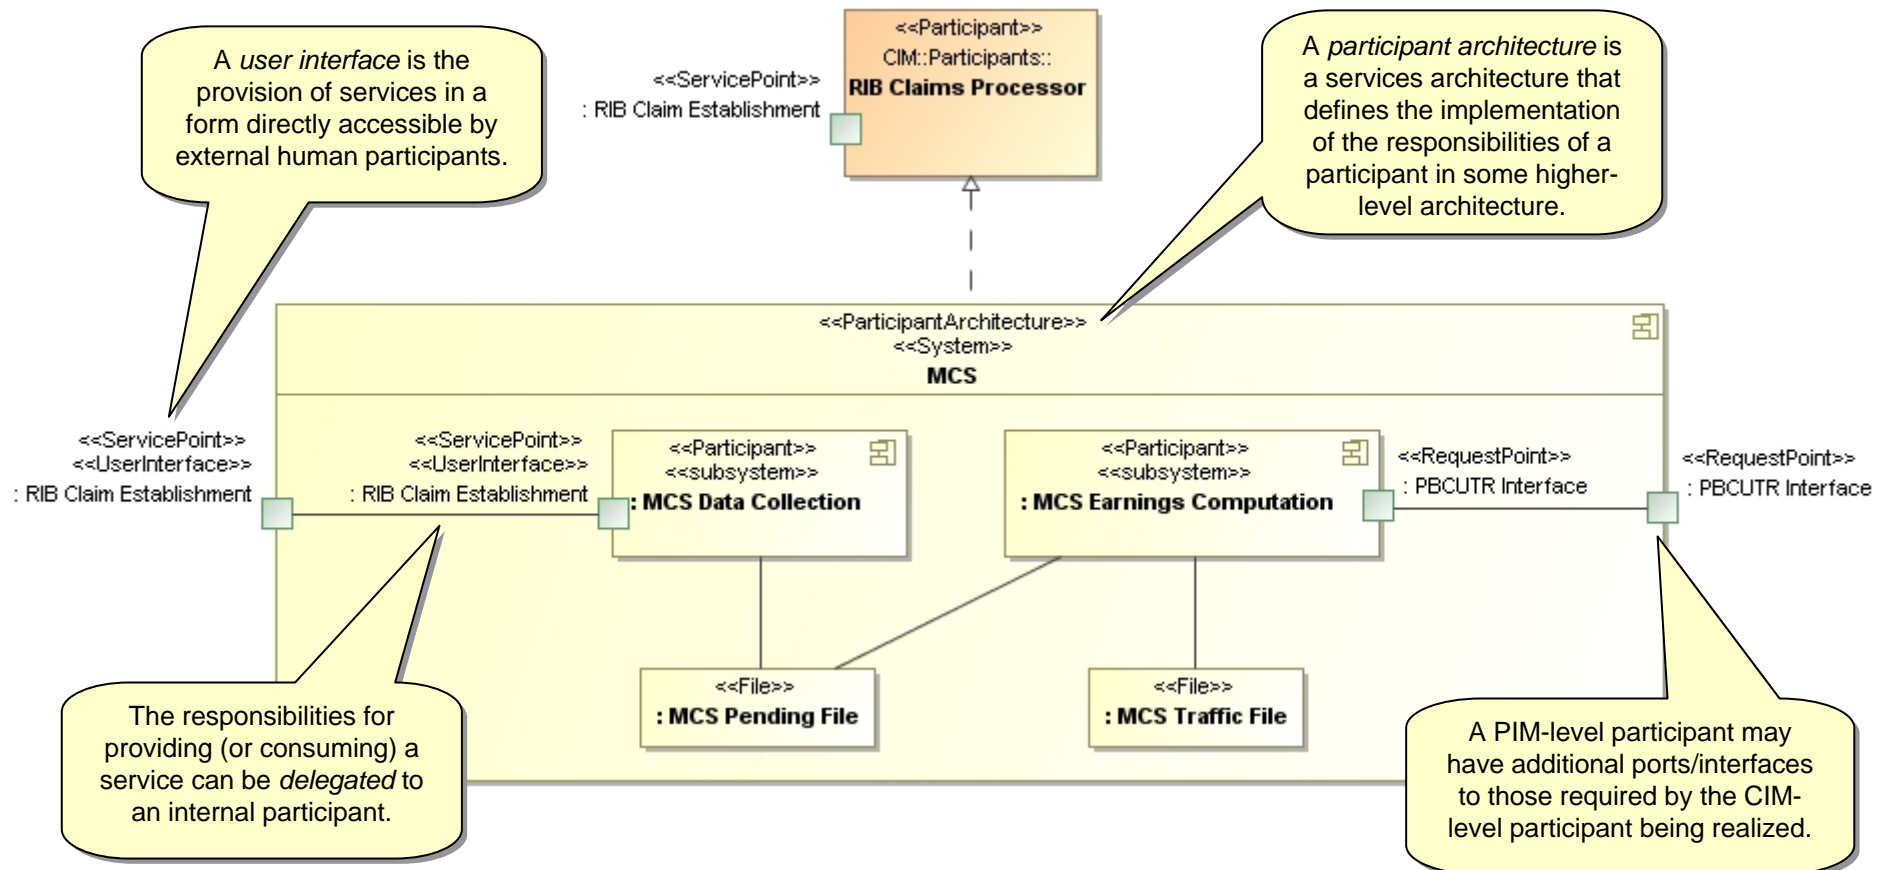 A user interface is the
provision of services in a
form directly accessible by
external human participants.
<<Participant>>
CIM::Participants::
RIB Claims Processor
<<ServicePoint>>
: RIB Claim Establishment
A participant architecture is
a services architecture that
defines the implementation
of the responsibilities of a
participant in some higher-
level architecture.
<<ParticipantArchitecture>>
<<System>>
MCS
<<ServicePoint>>
<<UserInterface>>
: RIB Claim Establishment
<<ServicePoint>>
<<UserInterface>>
: RIB Claim Establishment
<<Participant>>
<<subsystem>>
: MCS Data Collection
<<Participant>>
<<subsystem>>
: MCS Earnings Computation
<<RequestPoint>>
: PBCUTR Interface
<<RequestPoint>>
: PBCUTR Interface
<<File>>
: MCS Pending File
<<File>>
: MCS Traffic File
The responsibilities for
providing (or consuming) a
service can be delegated to
an internal participant.
A PIM-level participant may
have additional ports/interfaces
to those required by the CIM-
level participant being realized.